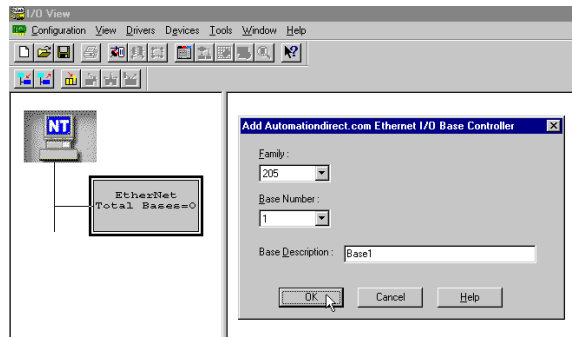 I/O View
Configuration View Drivers Devices Tools Window Help
NT
EtherNet
Total Bases=0
Add Automationdirect.com Ethernet I/O Base Controller
Family :
205
Base Number :
1
Base Description : Base1
OK Cancel Help